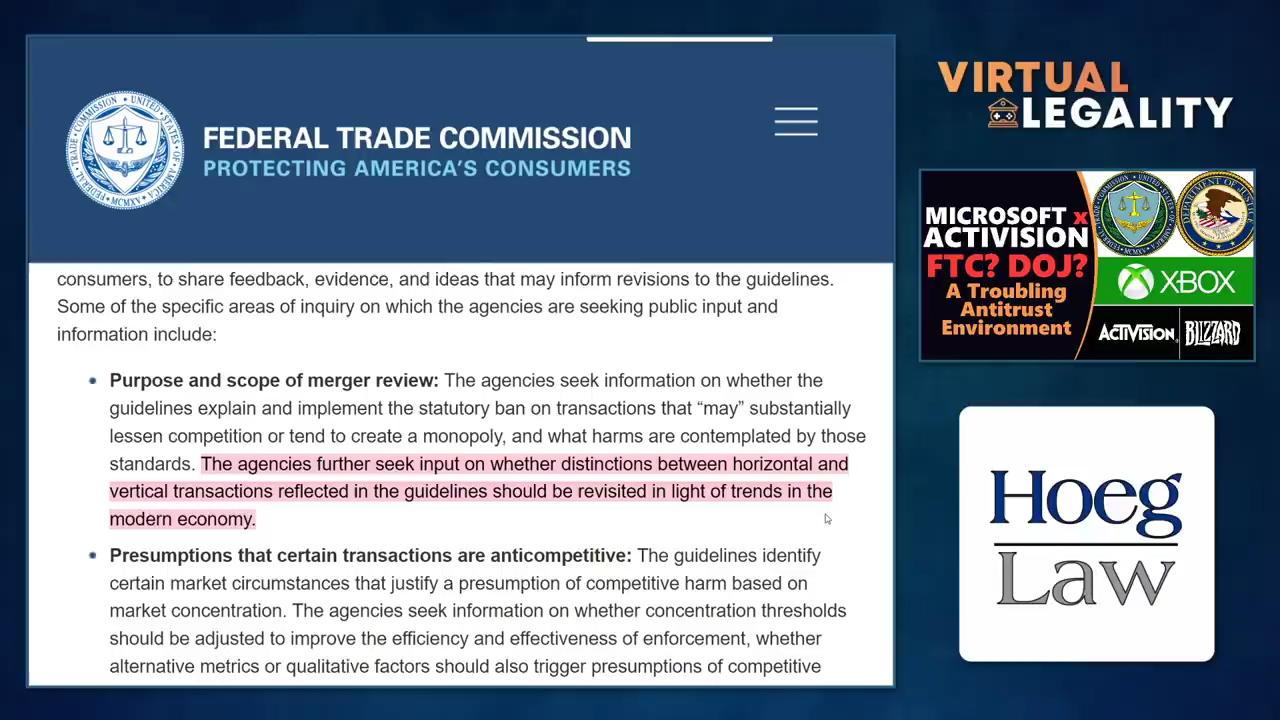 FEDERAL TRADE COMMISSION
PROTECTING AMERICA'S CONSUMERS
consumers, to share feedback, evidence, and ideas that may inform revisions to the guidelines.
Some of the specific areas of inquiry on which the agencies are seeking public input and
information include:
Purpose and scope of merger review: The agencies seek information on whether the
guidelines explain and implement the statutory ban on transactions that “may” substantially
lessen competition or tend to create a monopoly, and what harms are contemplated by those
standards. The agencies further seek input on whether distinctions between horizontal and
vertical transactions reflected in the guidelines should be revisited in light of trends in the
modern economy.
Presumptions that certain transactions are anticompetitive: The guidelines identify
certain market circumstances that justify a presumption of competitive harm based on
market concentration. The agencies seek information on whether concentration thresholds
should be adjusted to improve the efficiency and effectiveness of enforcement, whether
alternative metrics or qualitative factors should also trigger presumptions of competitive
FEDERAL TRADE COMMISSION
UNITED STATES OF AMERICA
MCMXV
VIRTUAL
LEGALITY
MICROSOFT x
ACTIVISION
FTC? DOJ?
A Troubling
Antitrust
Environment
XBOX
ACTIVISION
BLIZZARD
Hoeg
Law